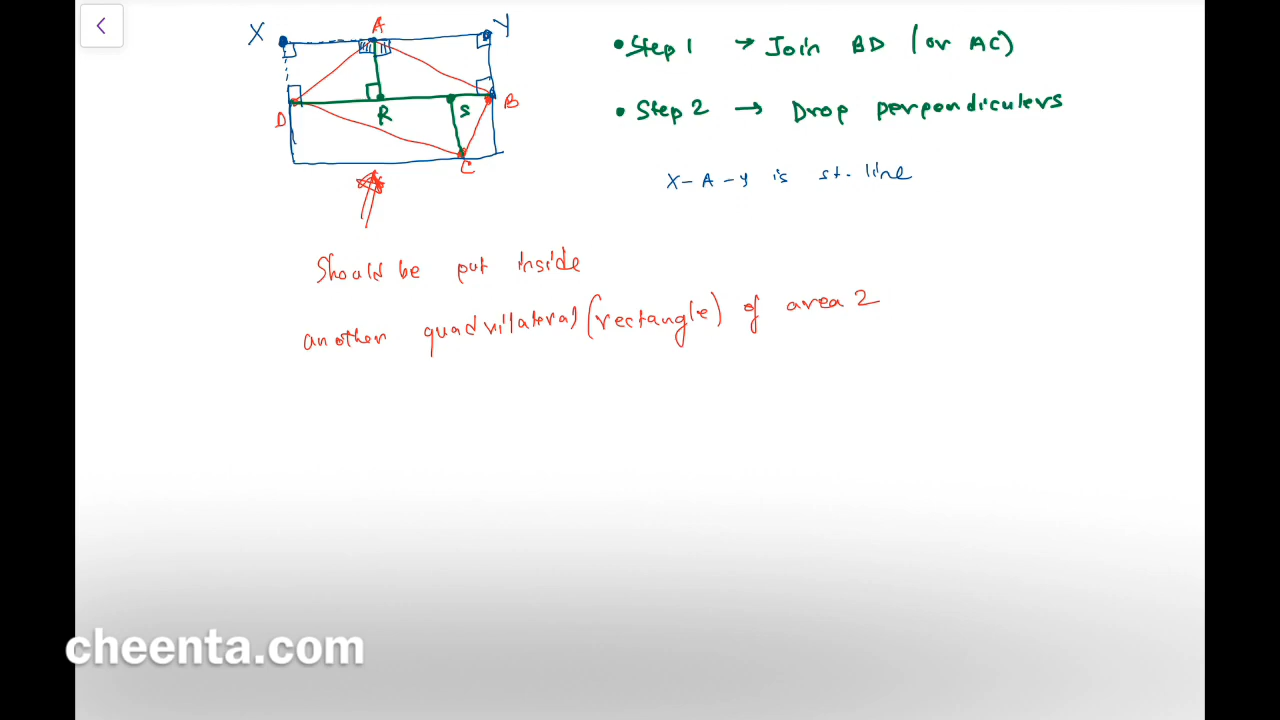 X
A
Y
D
R
S
B
C
• Step 1 → Join BD (or AC)
• Step 2 → Drop perpendiculers
X-A-y is st. line
Should be put inside
another quadrilateral (rectangle) of area 2
cheenta.com